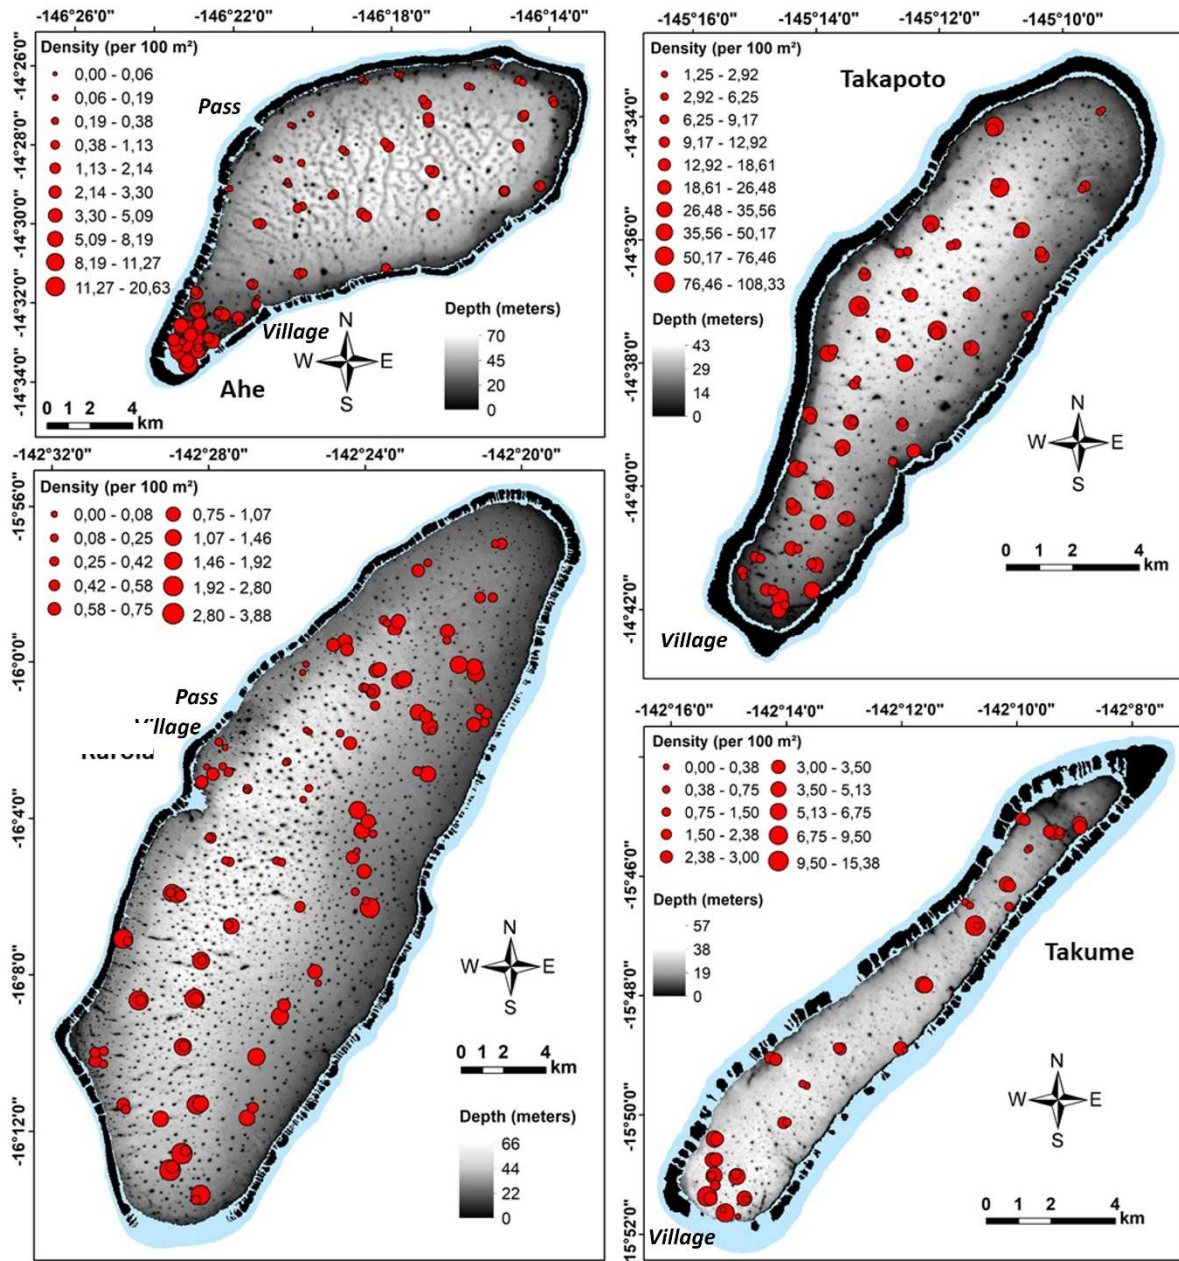 -146°26'0" -146°22'0" -146°18'0" -146°14'0"
-14°26'0"
-14°28'0"
-14°30'0"
-14°32'0"
-14°34'0"
Density (per 100 m²)
0,00 - 0,06
0,06 - 0,19
0,19 - 0,38
0,38 - 1,13
1,13 - 2,14
2,14 - 3,30
3,30 - 5,09
5,09 - 8,19
8,19 - 11,27
11,27 - 20,63
Pass
Village
Ahe
N
W E
S
Depth (meters)
70
40
20
0
0 1 2 4
km
-145°16'0" -145°14'0" -145°12'0" -145°10'0"
-14°34'0"
-14°36'0"
-14°38'0"
-14°40'0"
-14°42'0"
Density (per 100 m²)
1,25 - 2,92
2,92 - 6,25
6,25 - 9,17
9,17 - 12,92
12,92 - 18,61
18,61 - 26,48
26,48 - 35,56
35,56 - 50,17
50,17 - 76,46
76,46 - 108,33
Takapoto
Depth (meters)
43
29
14
0
N
W E
S
0 1 2 4
km
Village
-142°32'0" -142°28'0" -142°24'0" -142°20'0"
-15°56'0"
-16°0'0"
-16°4'0"
-16°8'0"
-16°12'0"
Density (per 100 m²)
0,00 - 0,08
0,08 - 0,25
0,25 - 0,42
0,42 - 0,58
0,58 - 0,75
0,75 - 1,07
1,07 - 1,46
1,46 - 1,92
1,92 - 2,80
2,80 - 3,88
Pass
Village
N
W E
S
0 1 2 4
km
Depth (meters)
66
44
22
0
-142°16'0" -142°14'0" -142°12'0" -142°10'0" -142°8'0"
-15°46'0"
-15°48'0"
-15°50'0"
-15°52'0"
Density (per 100 m²)
0,00 - 0,38
0,38 - 0,75
0,75 - 1,50
1,50 - 2,38
2,38 - 3,00
3,00 - 3,50
3,50 - 5,13
5,13 - 6,75
6,75 - 9,50
9,50 - 15,38
Depth (meters)
57
38
19
0
Takume
N
W E
S
0 1 2 4
km
Village